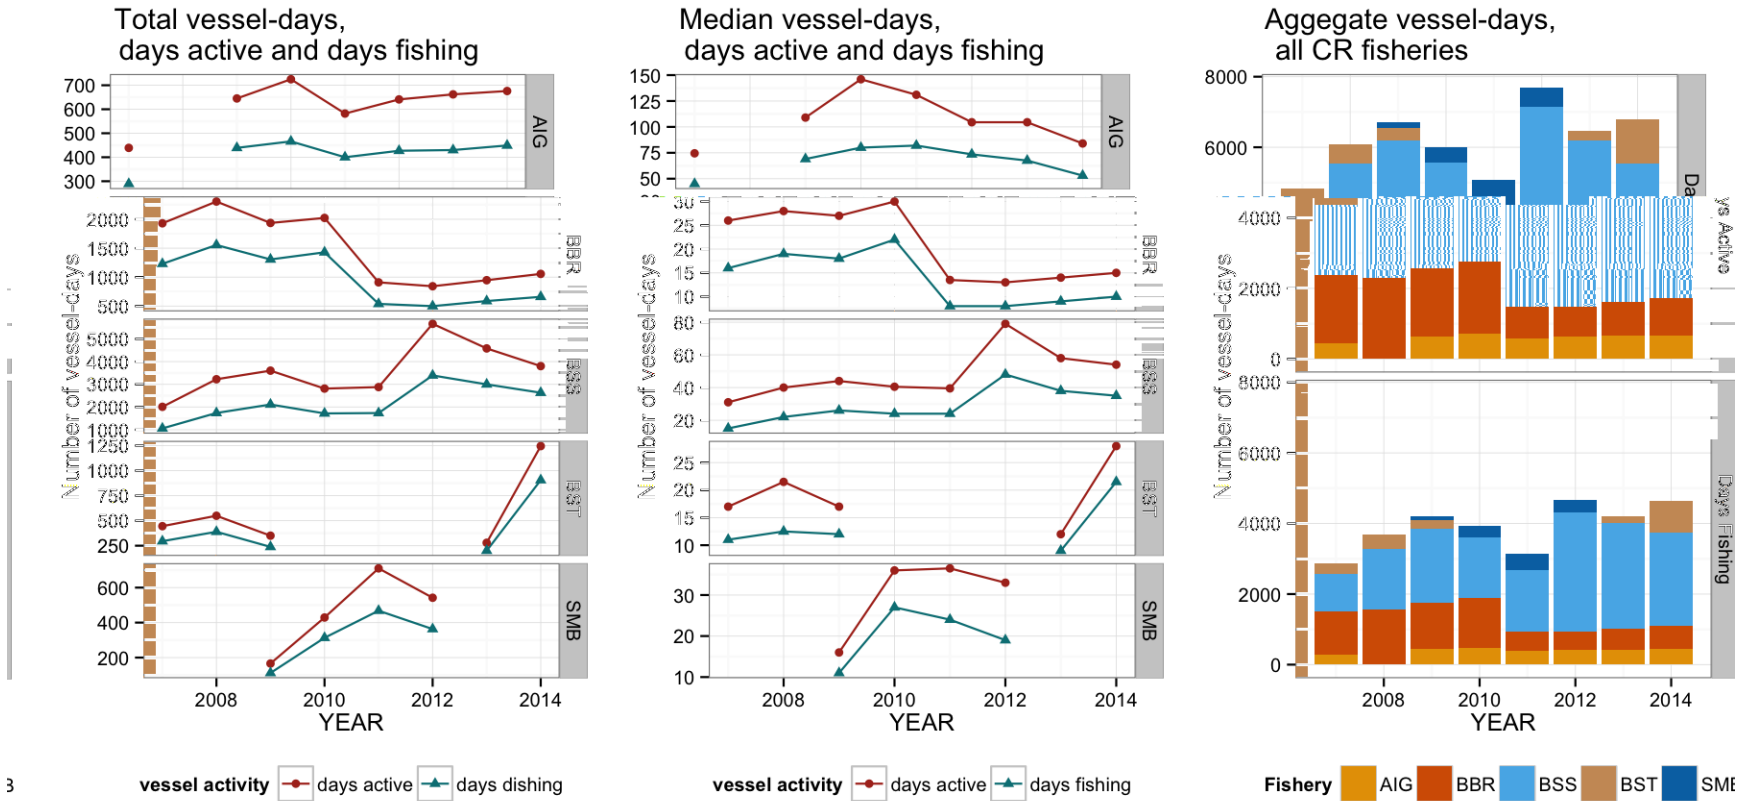 Total vessel-days,
days active and days fishing
700
600
500
400
300
AIG
2000
1500
1000
500
BBR
5000
4000
3000
2000
1000
BSS
1250
1000
750
500
250
BST
600
400
200
SMB
Number of vessel-days
2008 2010 2012 2014
YEAR
vessel activity days active days dishing
Median vessel-days,
days active and days fishing
150
125
100
75
50
AIG
30
25
20
15
10
BBR
80
60
40
20
BSS
25
20
15
10
BST
30
20
10
SMB
Number of vessel-days
2008 2010 2012 2014
YEAR
vessel activity days active days fishing
Aggegate vessel-days,
all CR fisheries
8000
6000
4000
2000
0
Days Active
8000
6000
4000
2000
0
Days Fishing
Number of vessel-days
2008 2010 2012 2014
YEAR
Fishery AIG BBR BSS BST SME